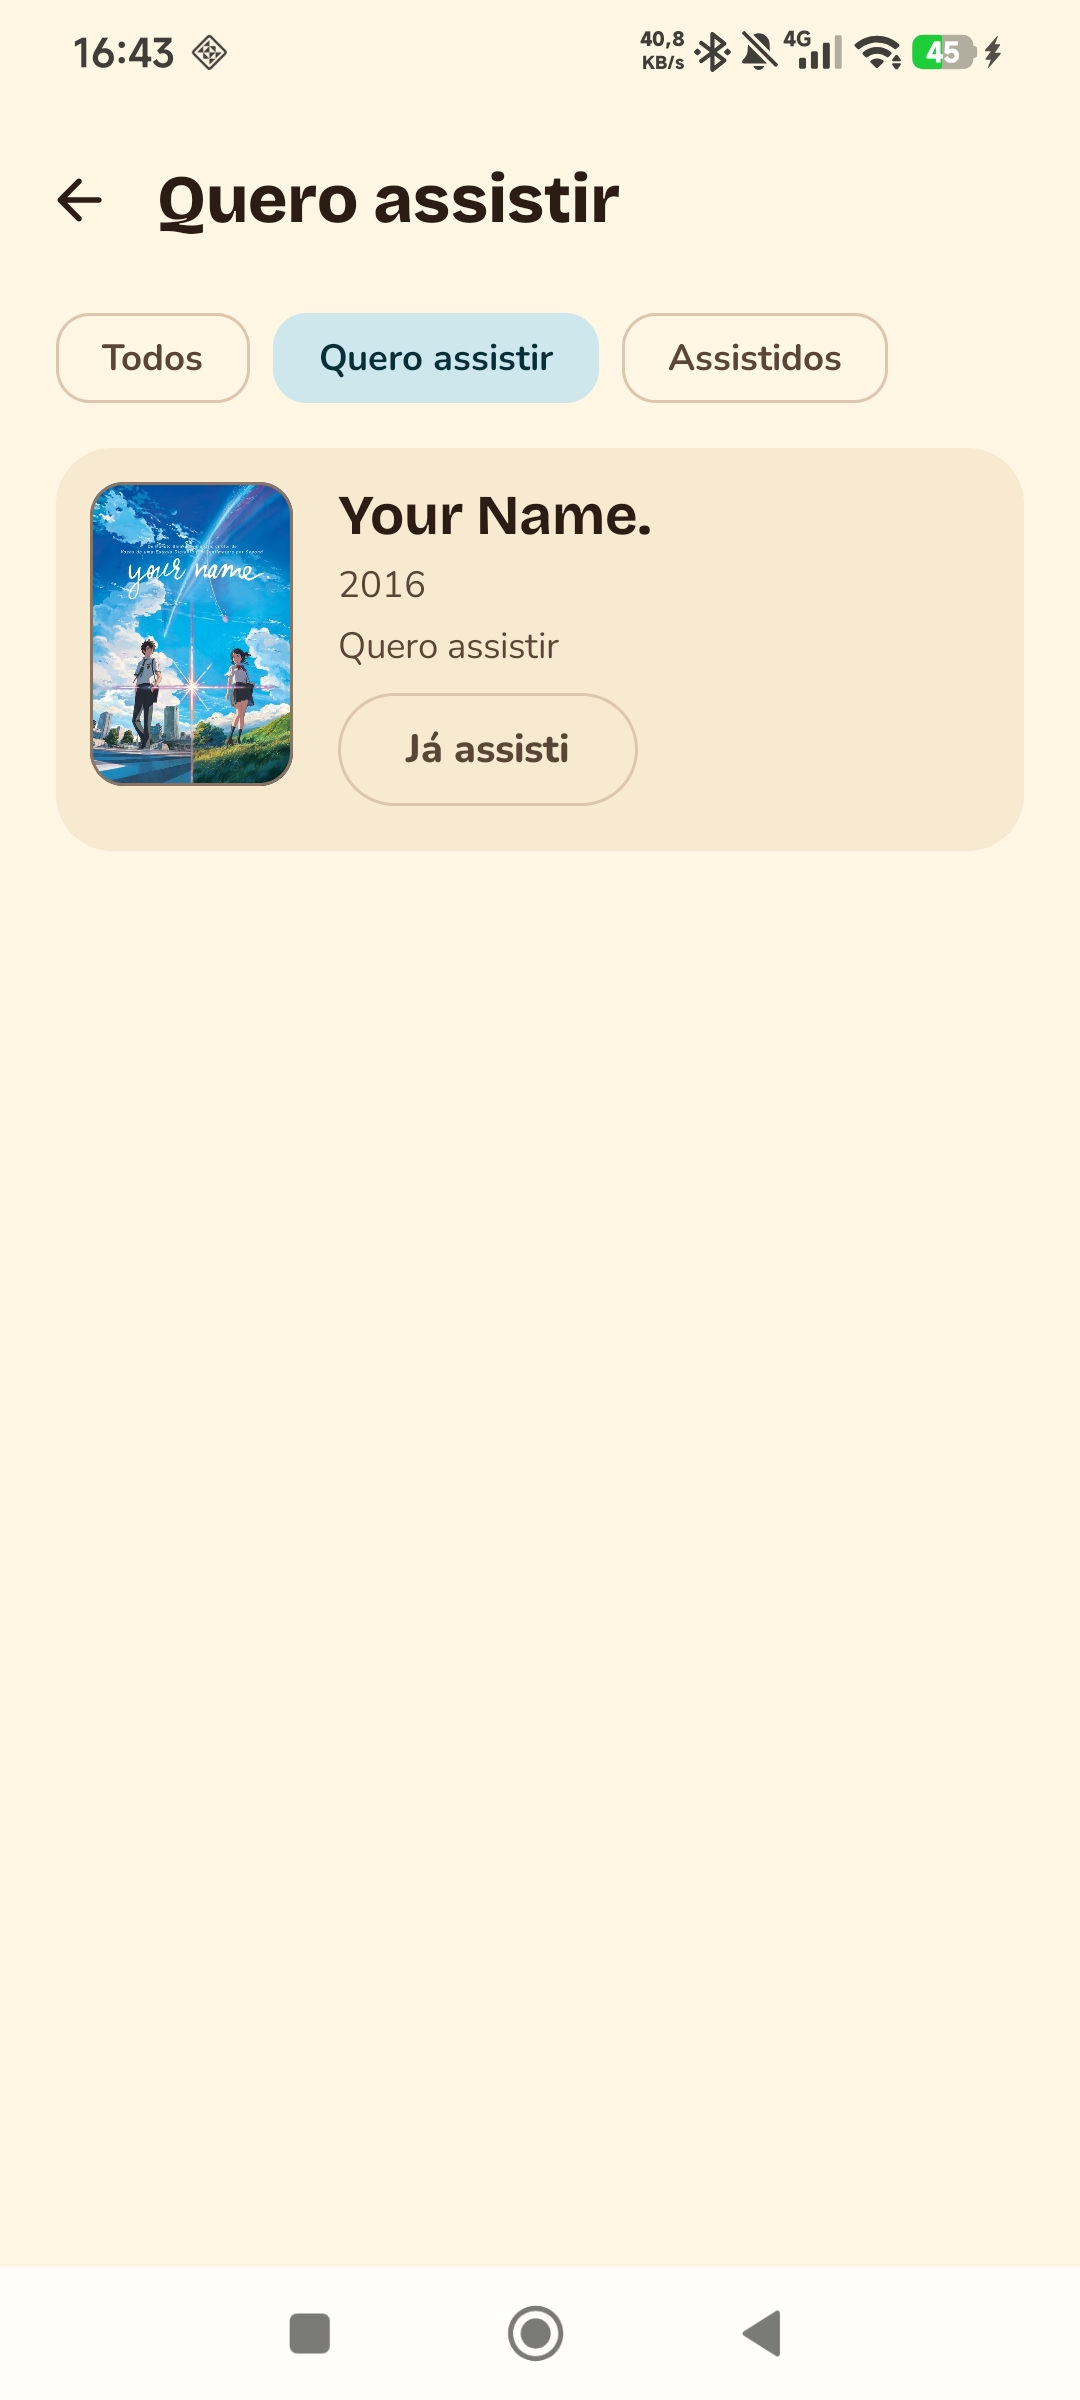 16:43
40,8
KB/s
4G
45
Quero assistir
Todos
Quero assistir
Assistidos
your name.
Your Name.
2016
Quero assistir
Já assisti